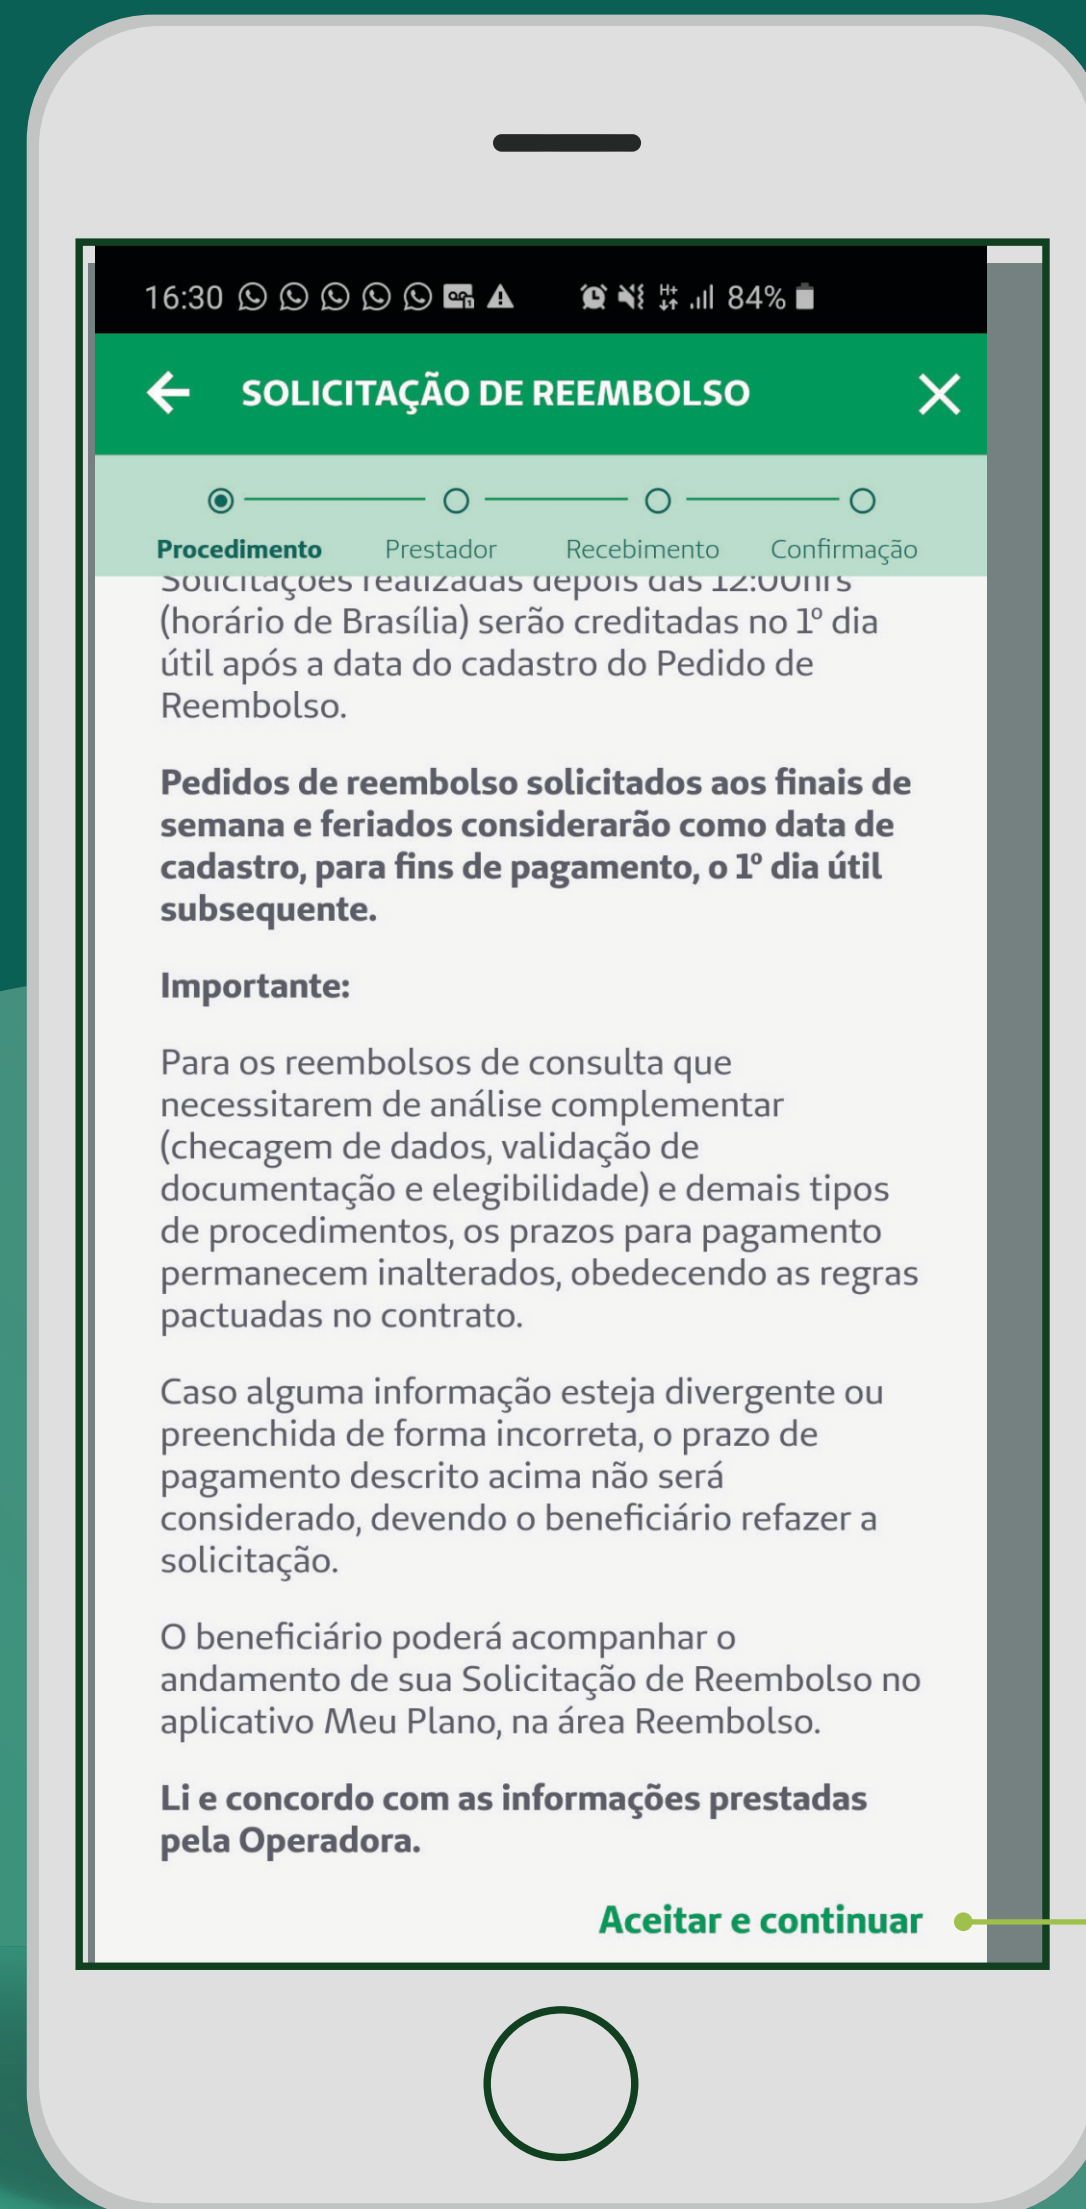 16:30
84%
SOLICITAÇÃO DE REEMBOLSO
Procedimento Prestador Recebimento Confirmação
Solicitações realizadas depois das 12:00hrs
(horário de Brasília) serão creditadas no 1º dia
útil após a data do cadastro do Pedido de
Reembolso.
Pedidos de reembolso solicitados aos finais de
semana e feriados considerarão como data de
cadastro, para fins de pagamento, o 1º dia útil
subsequente.
Importante:
Para os reembolsos de consulta que
necessitarem de análise complementar
(checagem de dados, validação de
documentação e elegibilidade) e demais tipos
de procedimentos, os prazos para pagamento
permanecem inalterados, obedecendo as regras
pactuadas no contrato.
Caso alguma informação esteja divergente ou
preenchida de forma incorreta, o prazo de
pagamento descrito acima não será
considerado, devendo o beneficiário refazer a
solicitação.
O beneficiário poderá acompanhar o
andamento de sua Solicitação de Reembolso no
aplicativo Meu Plano, na área Reembolso.
Li e concordo com as informações prestadas
pela Operadora.
Aceitar e continuar